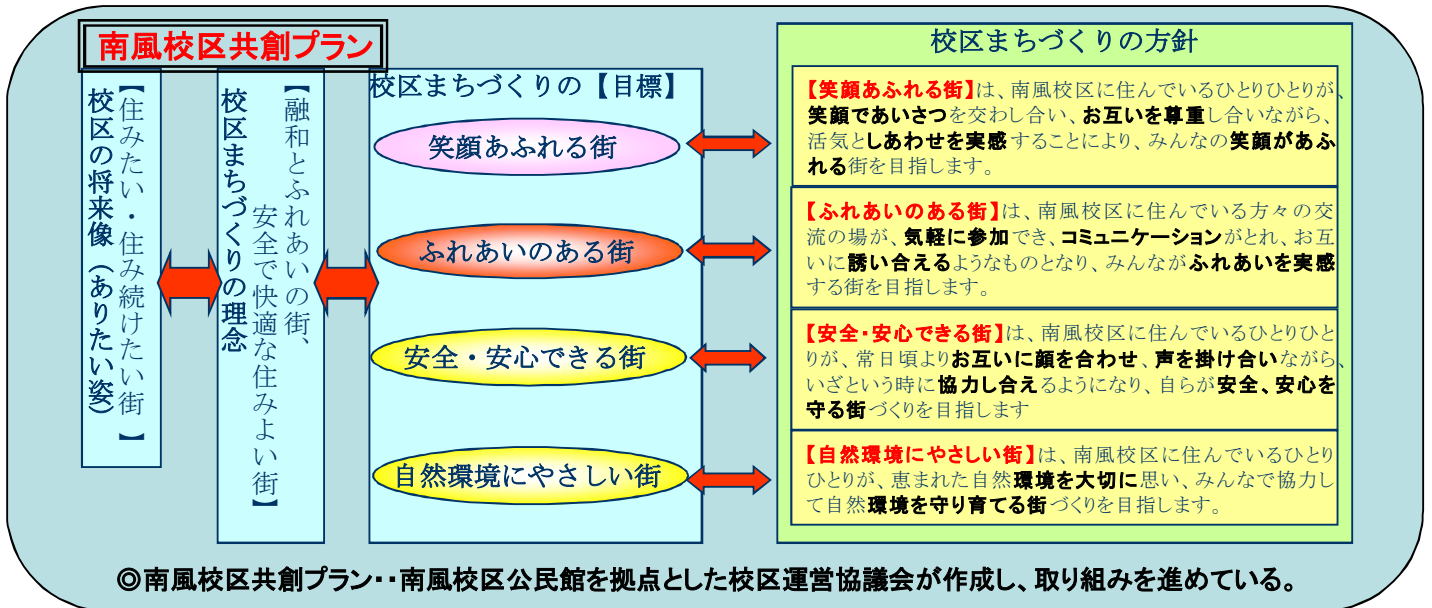 南風校区共創プラン
校区の将来像（ありたい姿）
【住みたい・住み続けたい街】
校区まちづくりの理念
【融和とふれあいの街、
安全で快適な住みよい街】
校区まちづくりの【目標】
笑顔あふれる街
ふれあいのある街
安全・安心できる街
自然環境にやさしい街
校区まちづくりの方針
【笑顔あふれる街】は、南風校区に住んでいるひとりひとりが、
笑顔であいさつを交わし合い、お互いを尊重し合いながら、
活気としあわせを実感することにより、みんなの笑顔があふ
れる街を目指します。
【ふれあいのある街】は、南風校区に住んでいる方々の交
流の場が、気軽に参加でき、コミュニケーションがとれ、お互
いに誘い合えるようなものとなり、みんながふれあいを実感
する街を目指します。
【安全・安心できる街】は、南風校区に住んでいるひとりひと
りが、常日頃よりお互いに顔を合わせ、声を掛け合いながら、
いざという時に協力し合えるようになり、自らが安全、安心を
守る街づくりを目指します
【自然環境にやさしい街】は、南風校区に住んでいるひとり
ひとりが、恵まれた自然環境を大切に思い、みんなで協力し
て自然環境を守り育てる街づくりを目指します。
◎南風校区共創プラン・・南風校区公民館を拠点とした校区運営協議会が作成し、取り組みを進めている。